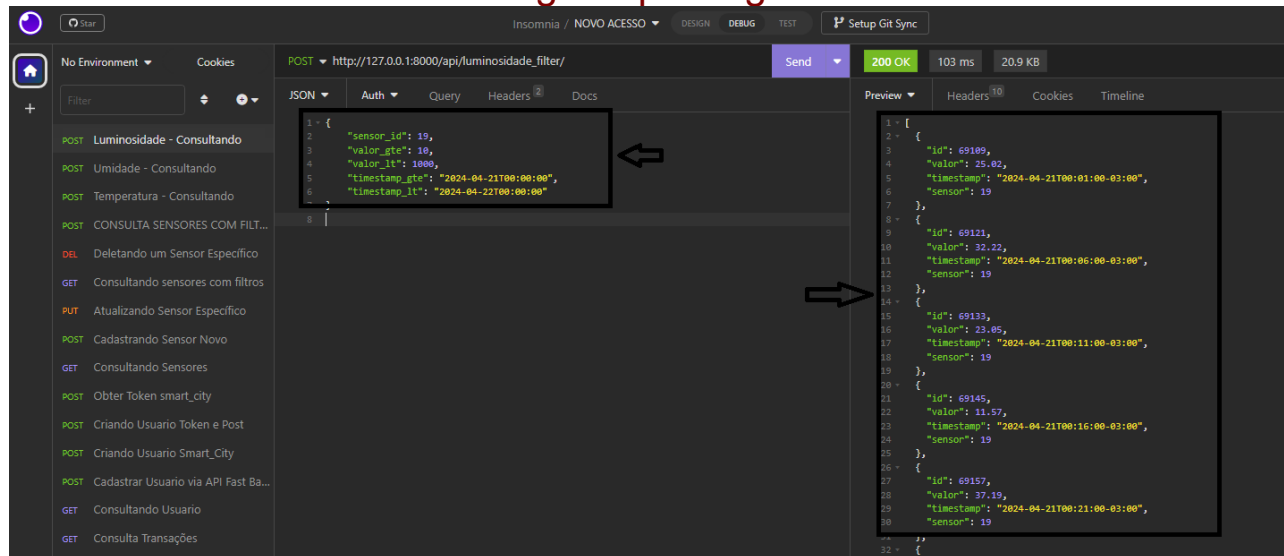 Star
Insomnia / NOVO ACESSO
DESIGN DEBUG TEST
Setup Git Sync
No Environment Cookies
Filter
POST Luminosidade - Consultando
POST Umidade - Consultando
POST Temperatura - Consultando
POST CONSULTA SENSORES COM FILT...
DEL Deletando um Sensor Específico
GET Consultando sensores com filtros
PUT Atualizando Sensor Específico
POST Cadastrando Sensor Novo
GET Consultando Sensores
POST Obter Token smart_city
POST Criando Usuario Token e Post
POST Criando Usuario Smart_City
POST Cadastrar Usuario via API Fast Ba...
GET Consultando Usuario
GET Consulta Transações
POST http://127.0.0.1:8000/api/luminosidade_filter/
Send
JSON Auth Query Headers 2 Docs
1 {
2 "sensor_id": 19,
3 "valor_gte": 10,
4 "valor_lt": 1000,
5 "timestamp_gte": "2024-04-21T00:00:00",
6 "timestamp_lt": "2024-04-22T00:00:00"
7 }
8
200 OK 103 ms 20.9 KB
Preview Headers 10 Cookies Timeline
1 [
2 {
3 "id": 69109,
4 "valor": 25.02,
5 "timestamp": "2024-04-21T00:01:00-03:00",
6 "sensor": 19
7 },
8 {
9 "id": 69121,
10 "valor": 32.22,
11 "timestamp": "2024-04-21T00:06:00-03:00",
12 "sensor": 19
13 },
14 {
15 "id": 69133,
16 "valor": 23.05,
17 "timestamp": "2024-04-21T00:11:00-03:00",
18 "sensor": 19
19 },
20 {
21 "id": 69145,
22 "valor": 11.57,
23 "timestamp": "2024-04-21T00:16:00-03:00",
24 "sensor": 19
25 },
26 {
27 "id": 69157,
28 "valor": 37.19,
29 "timestamp": "2024-04-21T00:21:00-03:00",
30 "sensor": 19
31 },
32 {